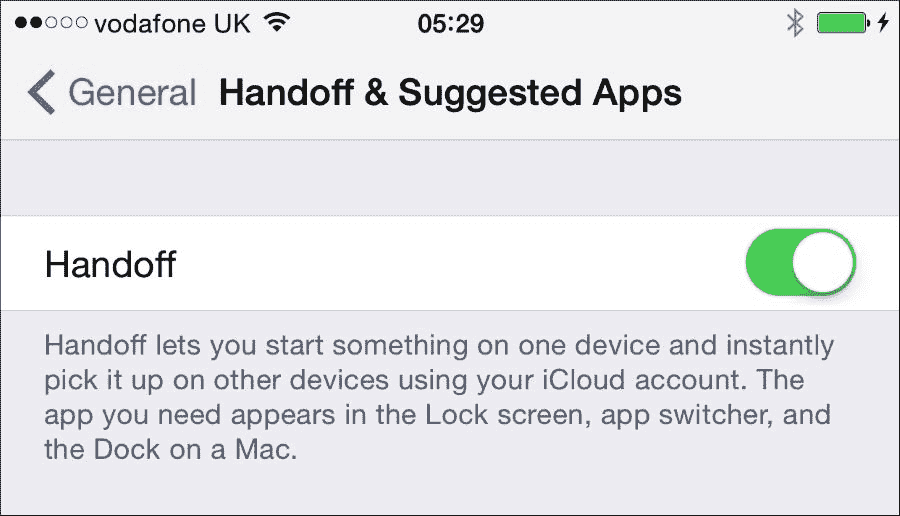 vodafone UK 05:29
General Handoff & Suggested Apps
Handoff
Handoff lets you start something on one device and instantly
pick it up on other devices using your iCloud account. The
app you need appears in the Lock screen, app switcher, and
the Dock on a Mac.